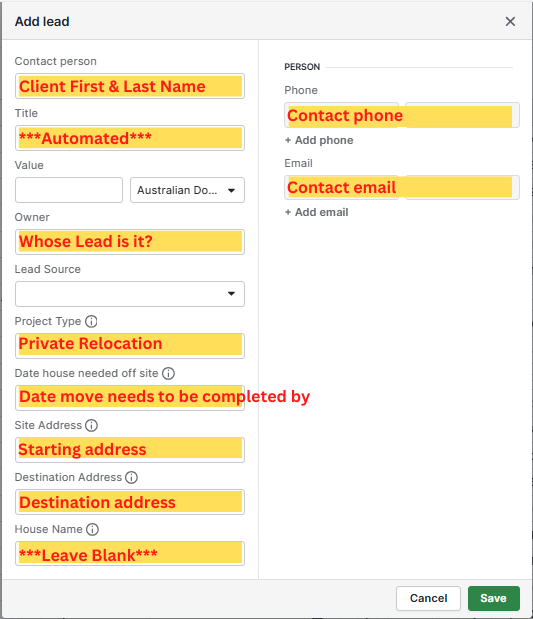 Add lead
Contact person
Client First & Last Name
Title
***Automated***
Value
Australian Do...
Owner
Whose Lead is it?
Lead Source
Project Type
Private Relocation
Date house needed off site
Date move needs to be completed by
Site Address
Starting address
Destination Address
Destination address
House Name
***Leave Blank***
PERSON
Phone
Contact phone
+ Add phone
Email
Contact email
+ Add email
Cancel
Save